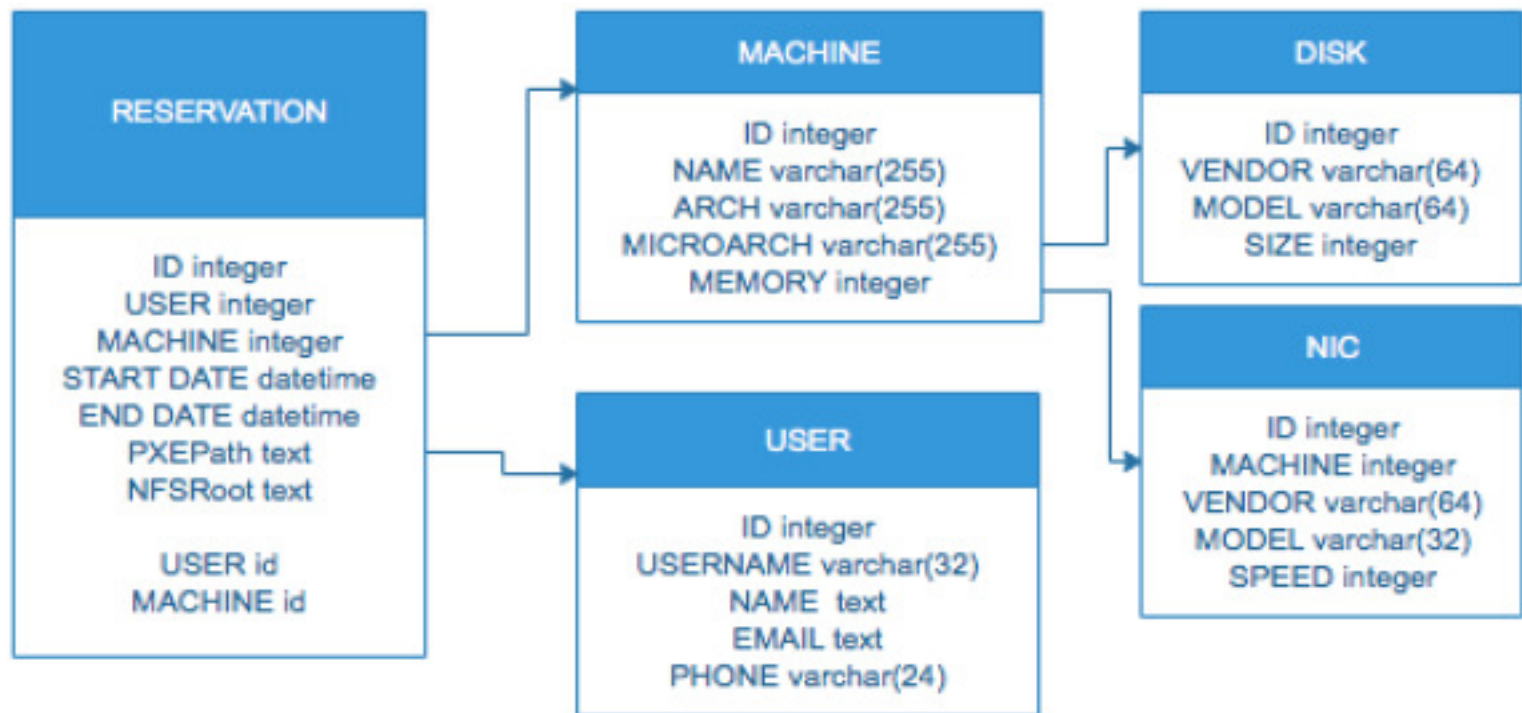 RESERVATION
ID integer
USER integer
MACHINE integer
START DATE datetime
END DATE datetime
PXEPath text
NFSRoot text
USER id
MACHINE id
MACHINE
ID integer
NAME varchar(255)
ARCH varchar(255)
MICROARCH varchar(255)
MEMORY integer
USER
ID integer
USERNAME varchar(32)
NAME text
EMAIL text
PHONE varchar(24)
DISK
ID integer
VENDOR varchar(64)
MODEL varchar(64)
SIZE integer
NIC
ID integer
MACHINE integer
VENDOR varchar(64)
MODEL varchar(32)
SPEED integer